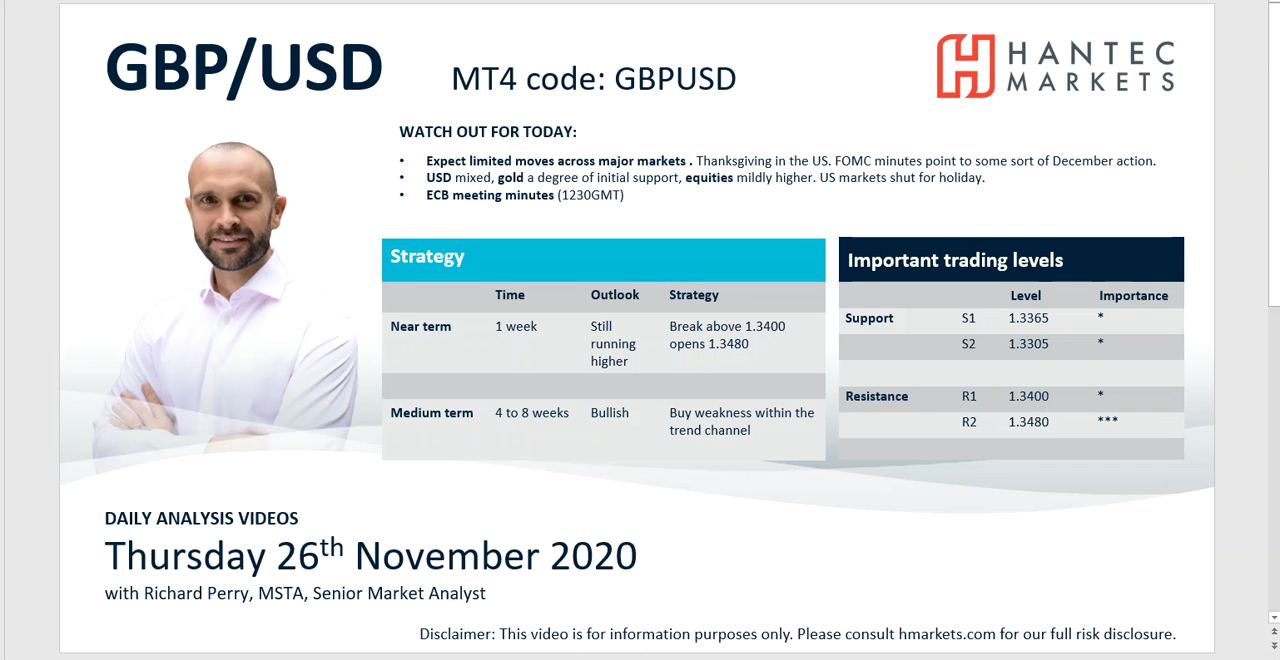 GBP/USD
MT4 code: GBPUSD
HANTEC
MARKETS
WATCH OUT FOR TODAY:
• Expect limited moves across major markets . Thanksgiving in the US. FOMC minutes point to some sort of December action.
• USD mixed, gold a degree of initial support, equities mildly higher. US markets shut for holiday.
• ECB meeting minutes (1230GMT)
Strategy
Time Outlook Strategy
Near term 1 week Still Break above 1.3400
running opens 1.3480
higher
Medium term 4 to 8 weeks Bullish Buy weakness within the
trend channel
Important trading levels
Level Importance
Support S1 1.3365 *
S2 1.3305 *
Resistance R1 1.3400 *
R2 1.3480 ***
DAILY ANALYSIS VIDEOS
Thursday 26th November 2020
with Richard Perry, MSTA, Senior Market Analyst
Disclaimer: This video is for information purposes only. Please consult hmarkets.com for our full risk disclosure.